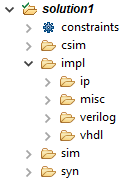 solution1
constraints
csim
impl
ip
misc
verilog
vhdl
sim
syn